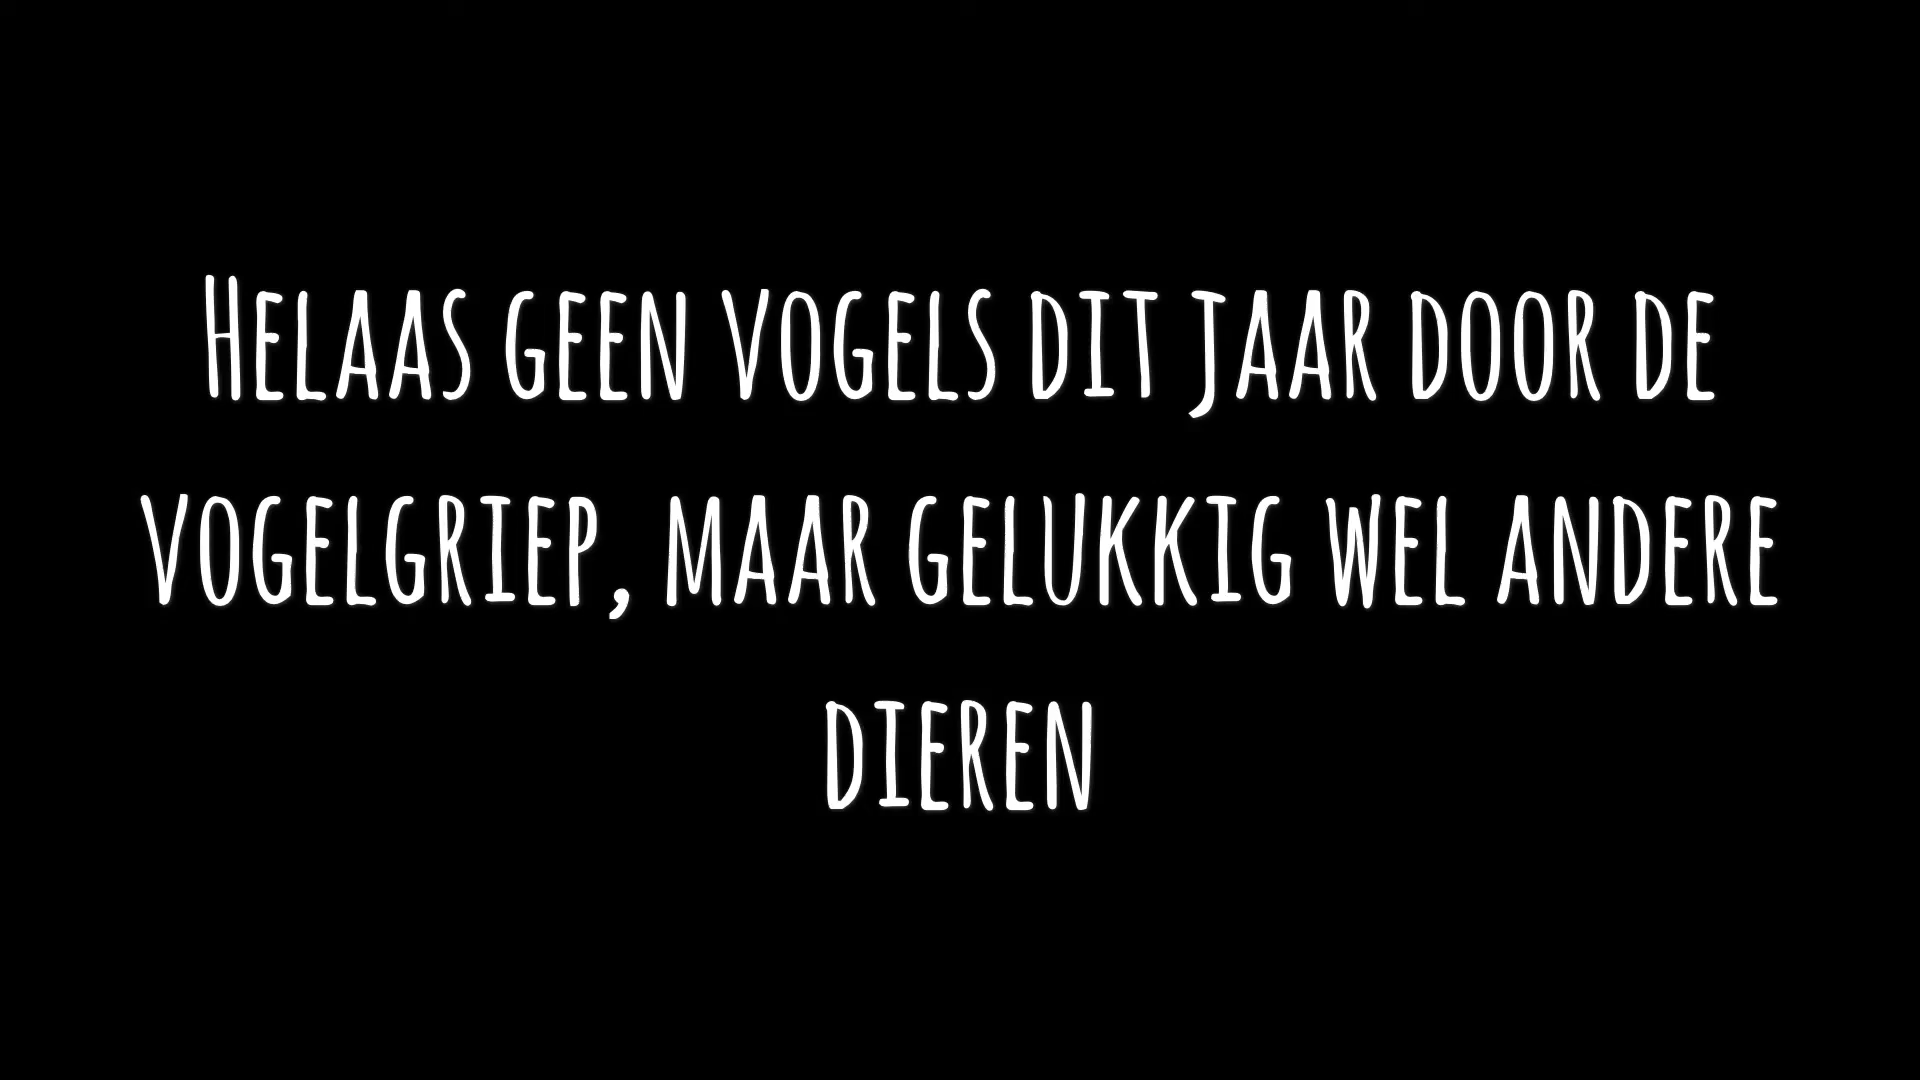 Helaas geen vogels dit jaar door de
vogelgriep, maar gelukkig wel andere
dieren